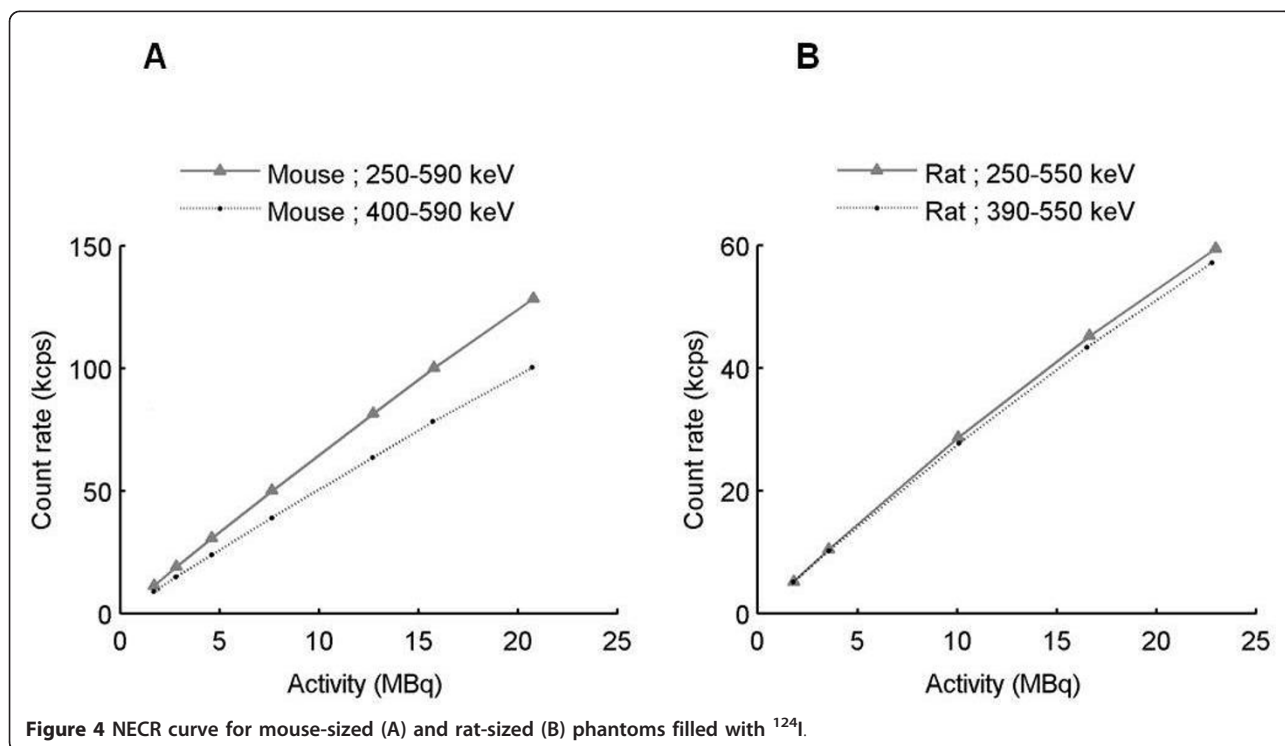 A
Mouse ; 250-590 keV
Mouse ; 400-590 keV
150
100
50
0
Count rate (kcps)
0 5 10 15 20 25
Activity (MBq)
B
Rat ; 250-550 keV
Rat ; 390-550 keV
60
40
20
0
Count rate (kcps)
0 5 10 15 20 25
Activity (MBq)
Figure 4 NECR curve for mouse-sized (A) and rat-sized (B) phantoms filled with ¹²⁴I.